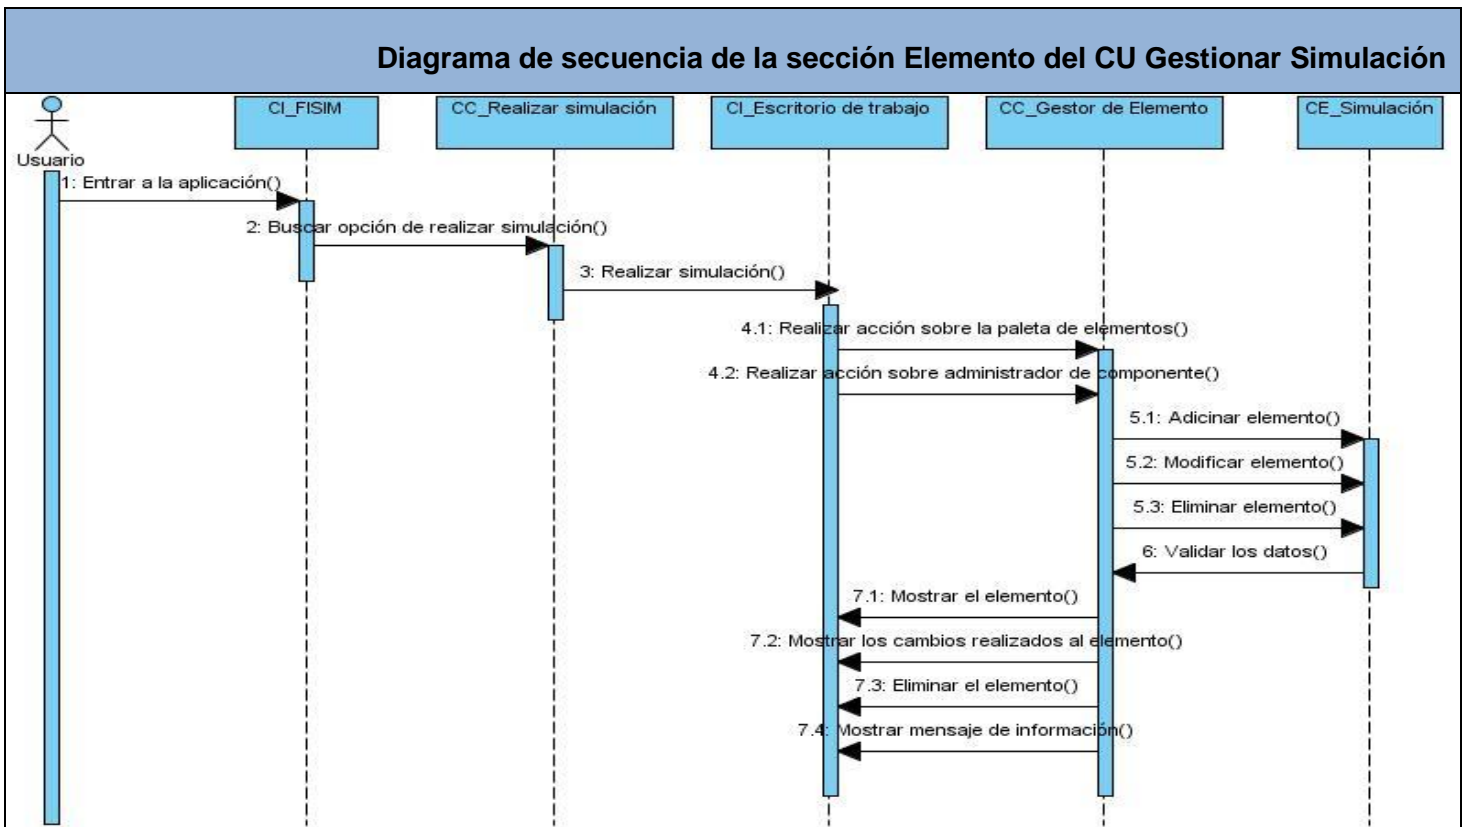 Diagrama de secuencia de la sección Elemento del CU Gestionar Simulación
CI_FISIM
CC_Realizar simulación
CI_Escritorio de trabajo
CC_Gestor de Elemento
CE_Simulación
Usuario
1: Entrar a la aplicación()
2: Buscar opción de realizar simulación()
3: Realizar simulación()
4.1: Realizar acción sobre la paleta de elementos()
4.2: Realizar acción sobre administrador de componente()
5.1: Adicinar elemento()
5.2: Modificar elemento()
5.3: Eliminar elemento()
6: Validar los datos()
7.1: Mostrar el elemento()
7.2: Mostrar los cambios realizados al elemento()
7.3: Eliminar el elemento()
7.4: Mostrar mensaje de información()